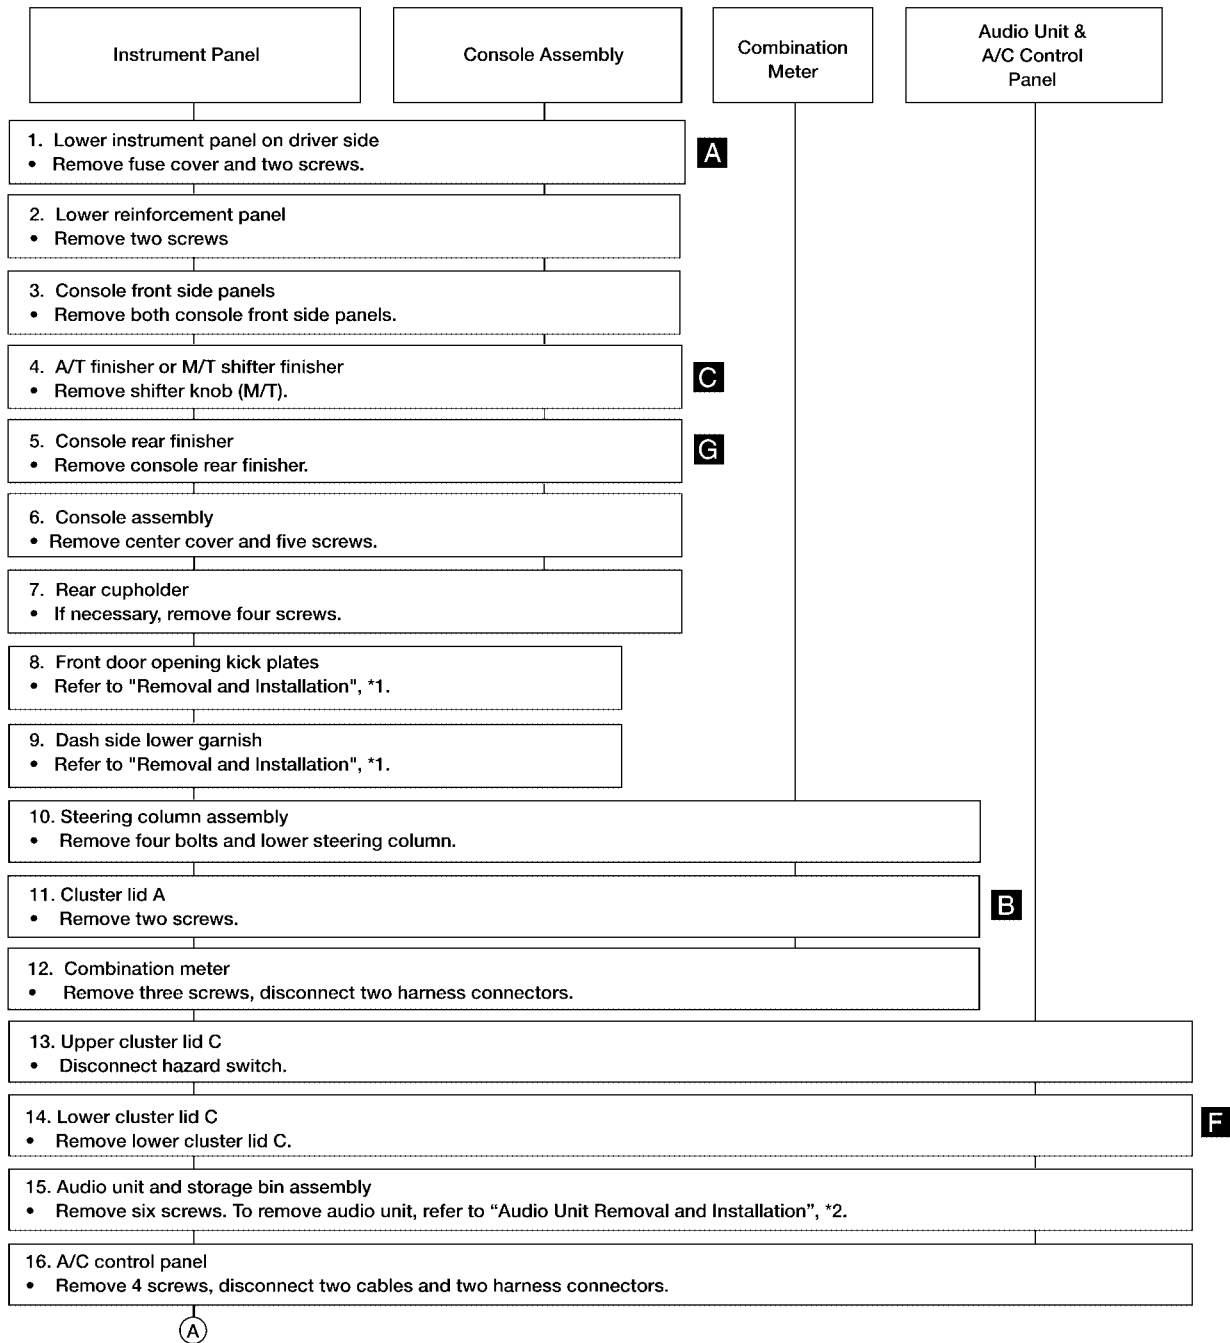 Instrument Panel
Console Assembly
Combination
Meter
Audio Unit &
A/C Control
Panel
1. Lower instrument panel on driver side
• Remove fuse cover and two screws.
A
2. Lower reinforcement panel
• Remove two screws
3. Console front side panels
• Remove both console front side panels.
4. A/T finisher or M/T shifter finisher
• Remove shifter knob (M/T).
C
5. Console rear finisher
• Remove console rear finisher.
G
6. Console assembly
• Remove center cover and five screws.
7. Rear cupholder
• If necessary, remove four screws.
8. Front door opening kick plates
• Refer to "Removal and Installation", *1.
9. Dash side lower garnish
• Refer to "Removal and Installation", *1.
10. Steering column assembly
• Remove four bolts and lower steering column.
11. Cluster lid A
• Remove two screws.
B
12. Combination meter
• Remove three screws, disconnect two harness connectors.
13. Upper cluster lid C
• Disconnect hazard switch.
14. Lower cluster lid C
• Remove lower cluster lid C.
F
15. Audio unit and storage bin assembly
• Remove six screws. To remove audio unit, refer to “Audio Unit Removal and Installation”, *2.
16. A/C control panel
• Remove 4 screws, disconnect two cables and two harness connectors.
A